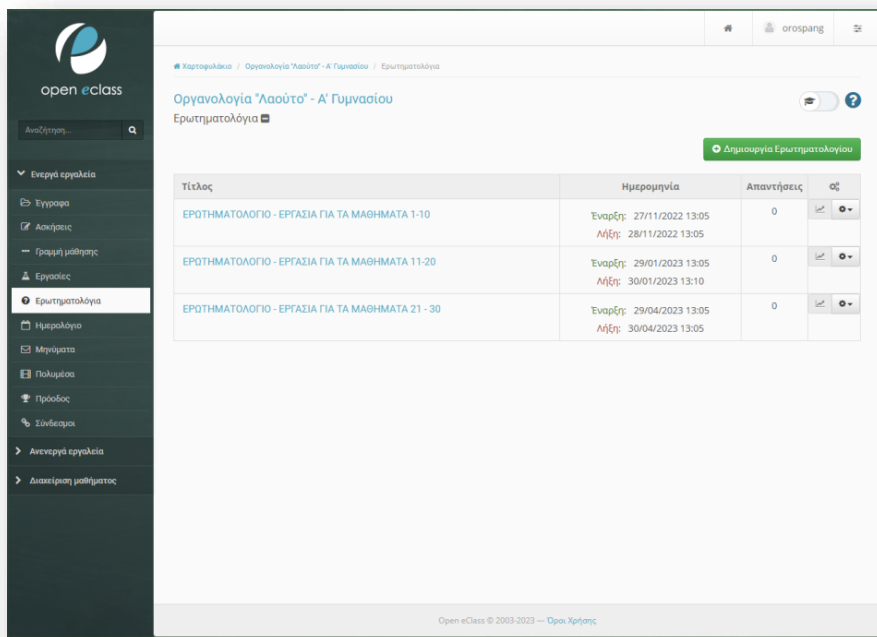 open eclass
Αναζήτηση...
Ενεργά εργαλεία
Έγγραφα
Ασκήσεις
Γραμμή μάθησης
Εργασίες
Ερωτηματολόγια
Ημερολόγιο
Μηνύματα
Πολυμέσα
Πρόοδος
Σύνδεσμοι
Ανενεργά εργαλεία
Διαχείριση μαθήματος
orospang
Χαρτοφυλάκιο / Οργανολογία "Λαούτο" - Α' Γυμνασίου / Ερωτηματολόγια
Οργανολογία "Λαούτο" - Α' Γυμνασίου
Ερωτηματολόγια
Δημιουργία Ερωτηματολογίου
Τίτλος Ημερομηνία Απαντήσεις
ΕΡΩΤΗΜΑΤΟΛΟΓΙΟ - ΕΡΓΑΣΙΑ ΓΙΑ ΤΑ ΜΑΘΗΜΑΤΑ 1-10 Έναρξη: 27/11/2022 13:05 0
Λήξη: 28/11/2022 13:05
ΕΡΩΤΗΜΑΤΟΛΟΓΙΟ - ΕΡΓΑΣΙΑ ΓΙΑ ΤΑ ΜΑΘΗΜΑΤΑ 11-20 Έναρξη: 29/01/2023 13:05 0
Λήξη: 30/01/2023 13:10
ΕΡΩΤΗΜΑΤΟΛΟΓΙΟ - ΕΡΓΑΣΙΑ ΓΙΑ ΤΑ ΜΑΘΗΜΑΤΑ 21 - 30 Έναρξη: 29/04/2023 13:05 0
Λήξη: 30/04/2023 13:05
Open eClass © 2003-2023 — Όροι Χρήσης